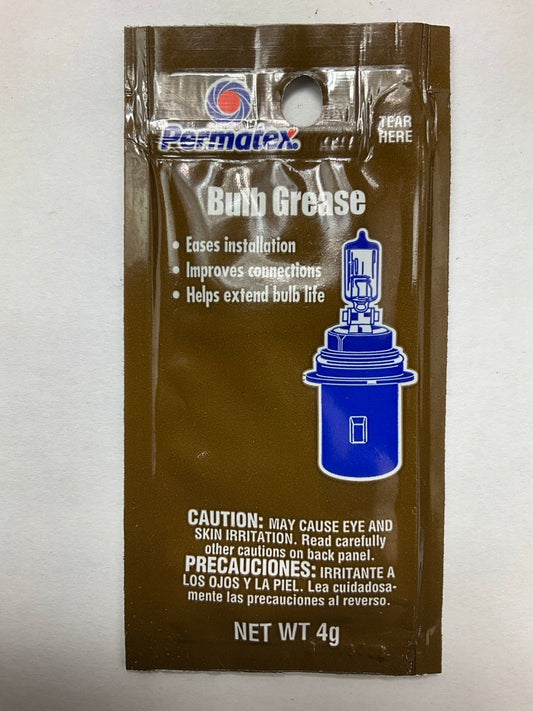 Permatex.
TEAR
HERE
Bulb Grease
• Eases installation
• Improves connections
• Helps extend bulb life
CAUTION: MAY CAUSE EYE AND
SKIN IRRITATION. Read carefully
other cautions on back panel.
PRECAUCIONES: IRRITANTE A
LOS OJOS Y LA PIEL. Lea cuidadosa-
mente las precauciones al reverso.
NET WT 4g